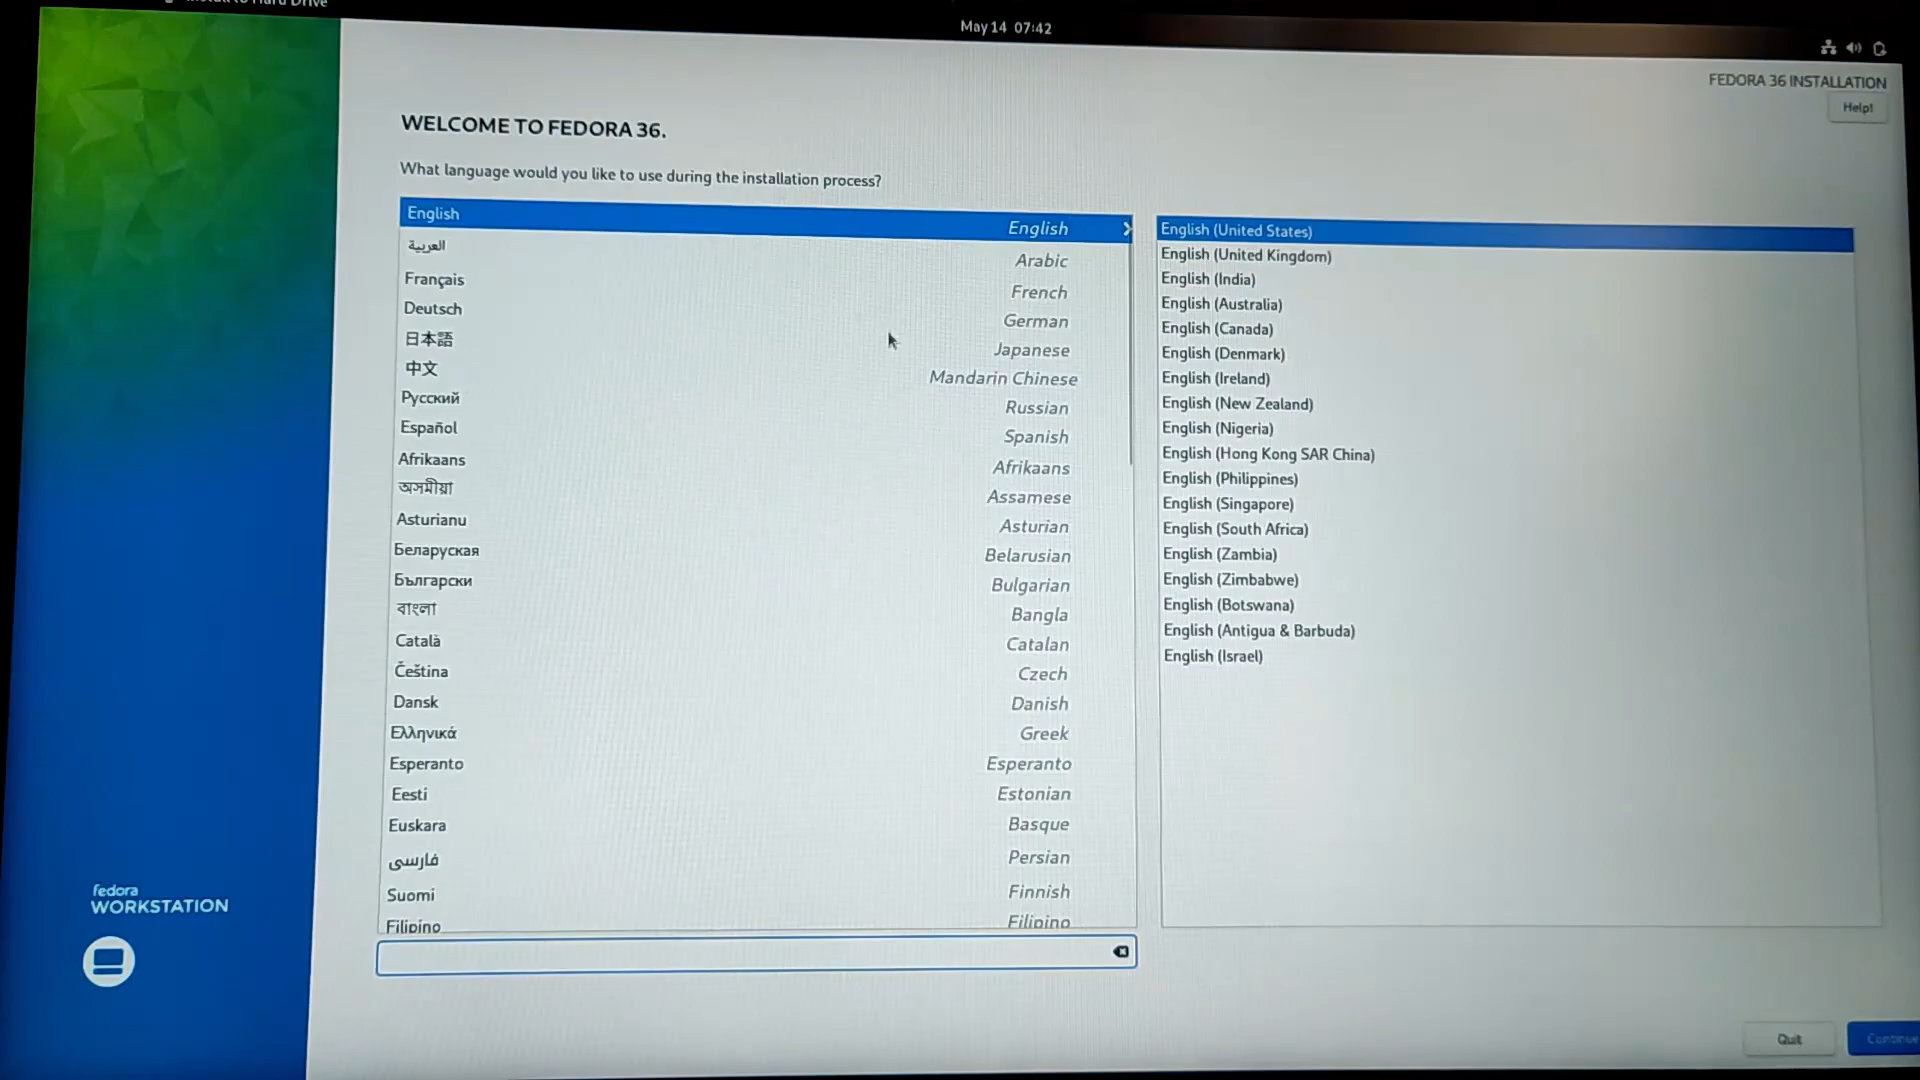 Install to Hard Drive
May 14 07:42
FEDORA 36 INSTALLATION
Help!
WELCOME TO FEDORA 36.
What language would you like to use during the installation process?
English English
العربية Arabic
Français French
Deutsch German
日本語 Japanese
中文 Mandarin Chinese
Русский Russian
Español Spanish
Afrikaans Afrikaans
অসমীয়া Assamese
Asturianu Asturian
Беларуская Belarusian
Български Bulgarian
বাংলা Bangla
Català Catalan
Čeština Czech
Dansk Danish
Ελληνικά Greek
Esperanto Esperanto
Eesti Estonian
Euskara Basque
فارسی Persian
Suomi Finnish
Filipino Filipino
English (United States)
English (United Kingdom)
English (India)
English (Australia)
English (Canada)
English (Denmark)
English (Ireland)
English (New Zealand)
English (Nigeria)
English (Hong Kong SAR China)
English (Philippines)
English (Singapore)
English (South Africa)
English (Zambia)
English (Zimbabwe)
English (Botswana)
English (Antigua & Barbuda)
English (Israel)
fedora
WORKSTATION
Quit
Continue